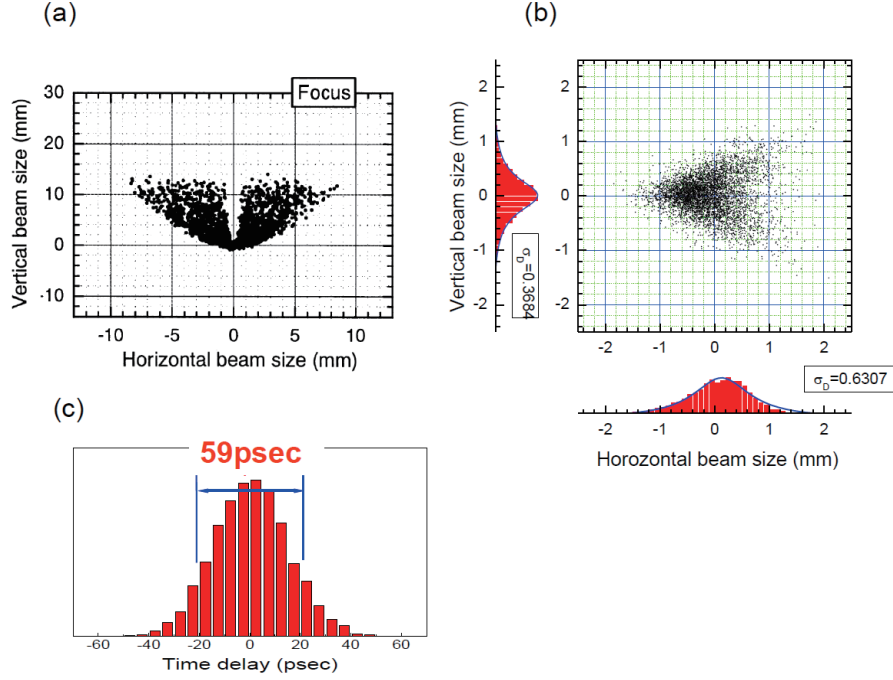 (a)
Focus
30
20
10
0
-10
Vertical beam size (mm)
-10 -5 0 5 10
Horizontal beam size (mm)
(b)
2
1
0
-1
-2
Vertical beam size (mm)
σD=0.3684
2
1
0
-1
-2
-2 -1 0 1 2
σD=0.6307
-2 -1 0 1 2
Horozontal beam size (mm)
(c)
59psec
-60 -40 -20 0 20 40 60
Time delay (psec)